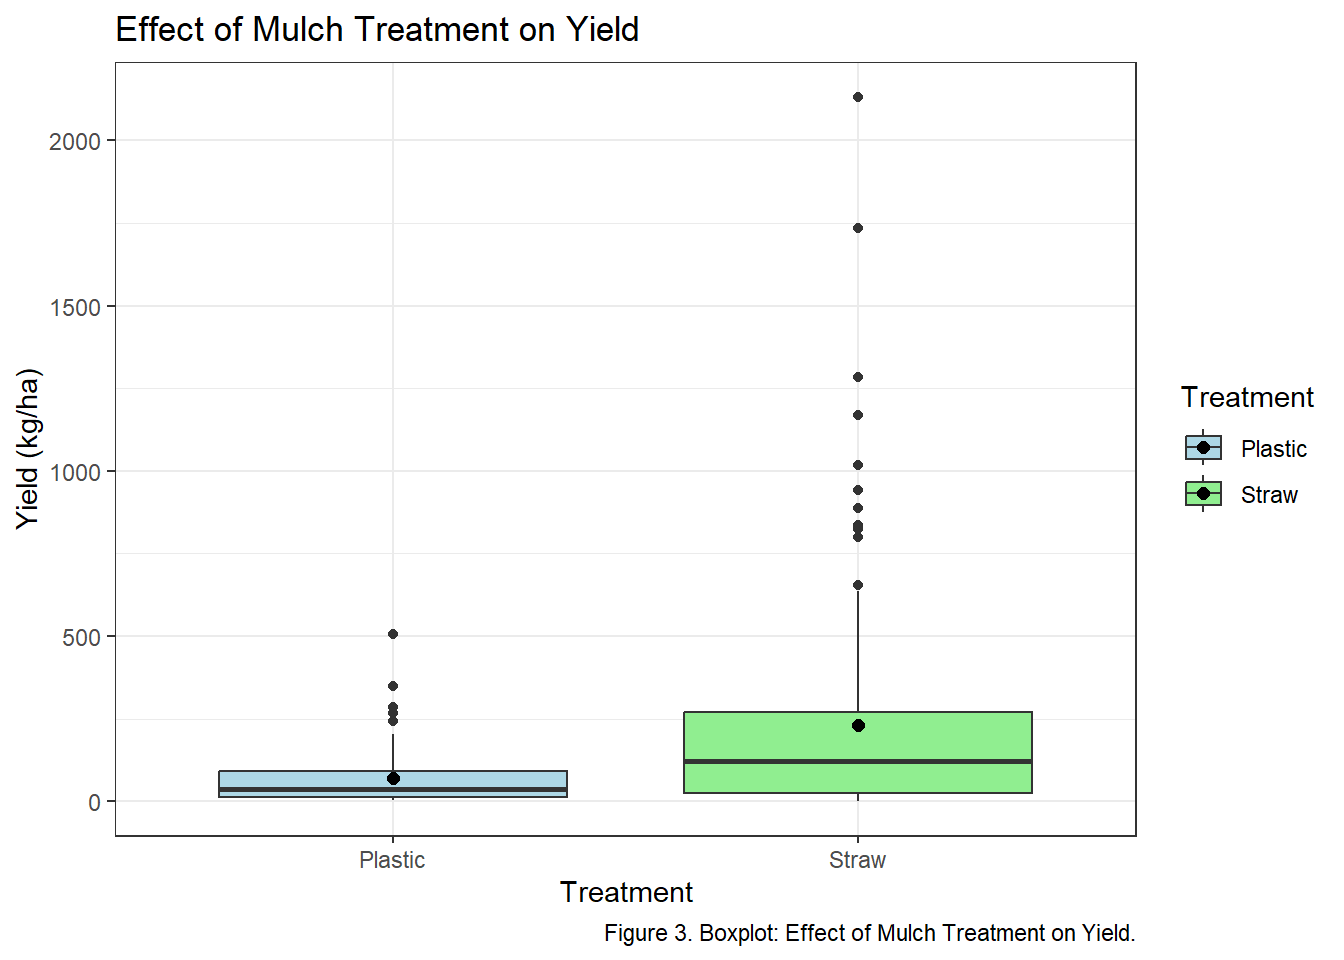 Effect of Mulch Treatment on Yield
Yield (kg/ha)
2000
1500
1000
500
0
Plastic
Straw
Treatment
Treatment
Plastic
Straw
Figure 3. Boxplot: Effect of Mulch Treatment on Yield.